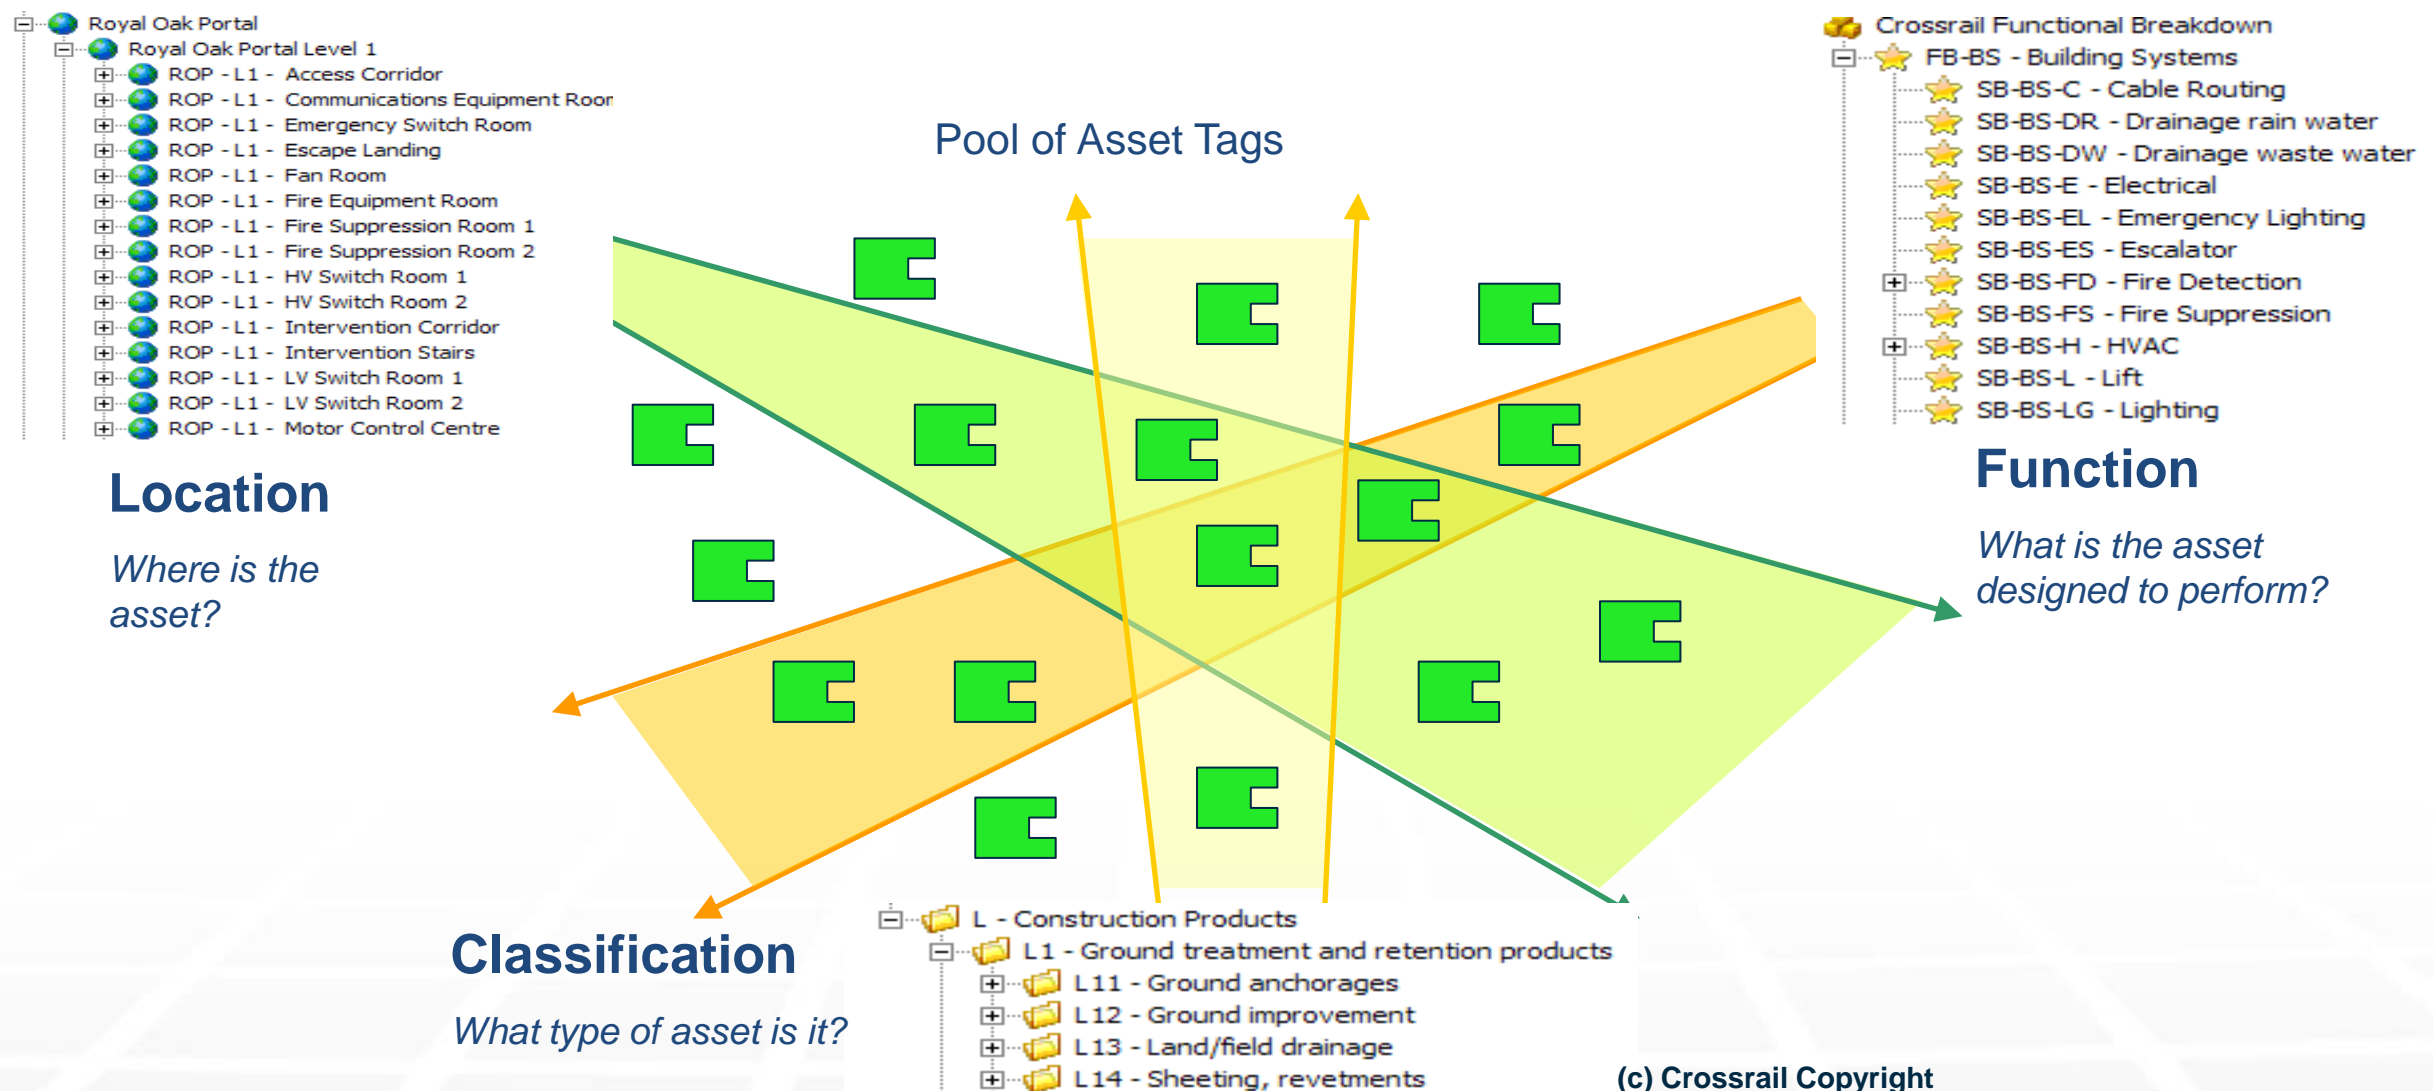 Royal Oak Portal
Royal Oak Portal Level 1
ROP - L1 - Access Corridor
ROP - L1 - Communications Equipment Roor
ROP - L1 - Emergency Switch Room
ROP - L1 - Escape Landing
ROP - L1 - Fan Room
ROP - L1 - Fire Equipment Room
ROP - L1 - Fire Suppression Room 1
ROP - L1 - Fire Suppression Room 2
ROP - L1 - HV Switch Room 1
ROP - L1 - HV Switch Room 2
ROP - L1 - Intervention Corridor
ROP - L1 - Intervention Stairs
ROP - L1 - LV Switch Room 1
ROP - L1 - LV Switch Room 2
ROP - L1 - Motor Control Centre
Location
Where is the
asset?
Pool of Asset Tags
Crossrail Functional Breakdown
FB-BS - Building Systems
SB-BS-C - Cable Routing
SB-BS-DR - Drainage rain water
SB-BS-DW - Drainage waste water
SB-BS-E - Electrical
SB-BS-EL - Emergency Lighting
SB-BS-ES - Escalator
SB-BS-FD - Fire Detection
SB-BS-FS - Fire Suppression
SB-BS-H - HVAC
SB-BS-L - Lift
SB-BS-LG - Lighting
Function
What is the asset
designed to perform?
Classification
What type of asset is it?
L - Construction Products
L1 - Ground treatment and retention products
L11 - Ground anchorages
L12 - Ground improvement
L13 - Land/field drainage
L14 - Sheeting, revetments
(c) Crossrail Copyright